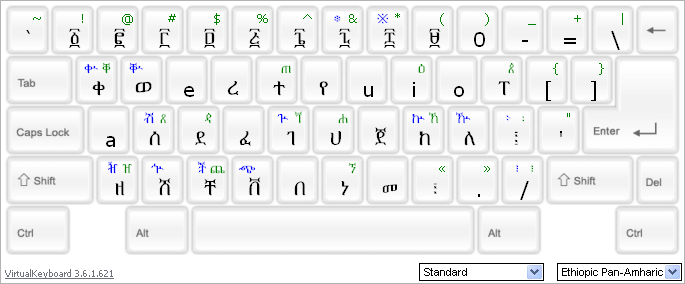 ~ ! @ # $ % ^ * & ※ * ( ) _ + |
` ፩ ፪ ፫ ፬ ፭ ፮ ፯ ፰ ፱ 0 - = \ ←
Tab ቀ ወ e ረ ተ የ u i o ፐ [ ] { }
Caps Lock a ሰ ደ ፈ ገ ሀ ጀ ከ ለ ፤ ' " Enter
Shift ዘ ሸ ቸ ቨ በ ነ መ ፣ « . » / Shift Del
Ctrl Alt Alt Ctrl
VirtualKeyboard 3.6.1.621 Standard Ethiopic Pan-Amharic